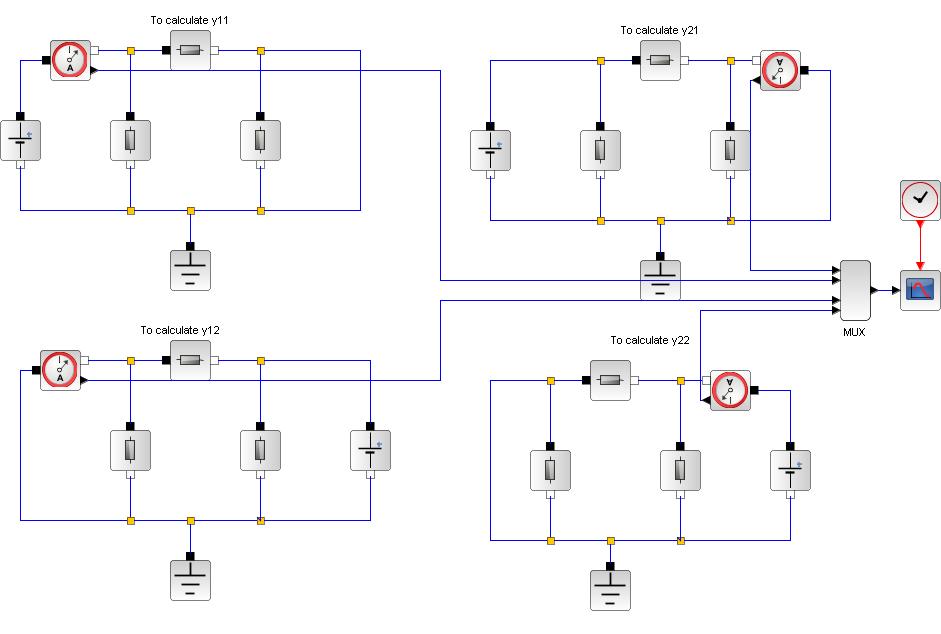 To calculate y11
To calculate y21
A
A
To calculate y12
To calculate y22
MUX
A
A